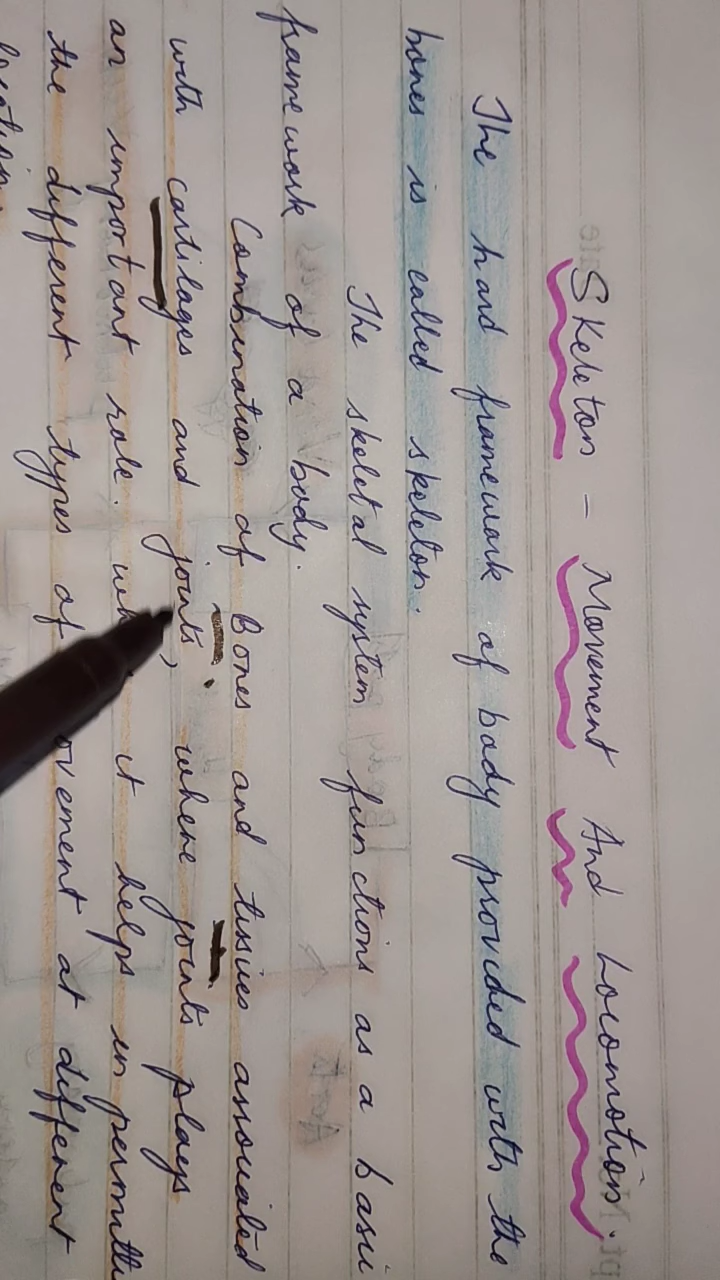 Skeleton - Movement And Locomotion.
The hard framework of body provided with the
bones is called skeleton.
The skeletal system functions as a basic
framework of a body.
Combination of Bones and tissues associated
with cartilages and joints, where joints plays
an important role. it helps in
the different types of at different
location.